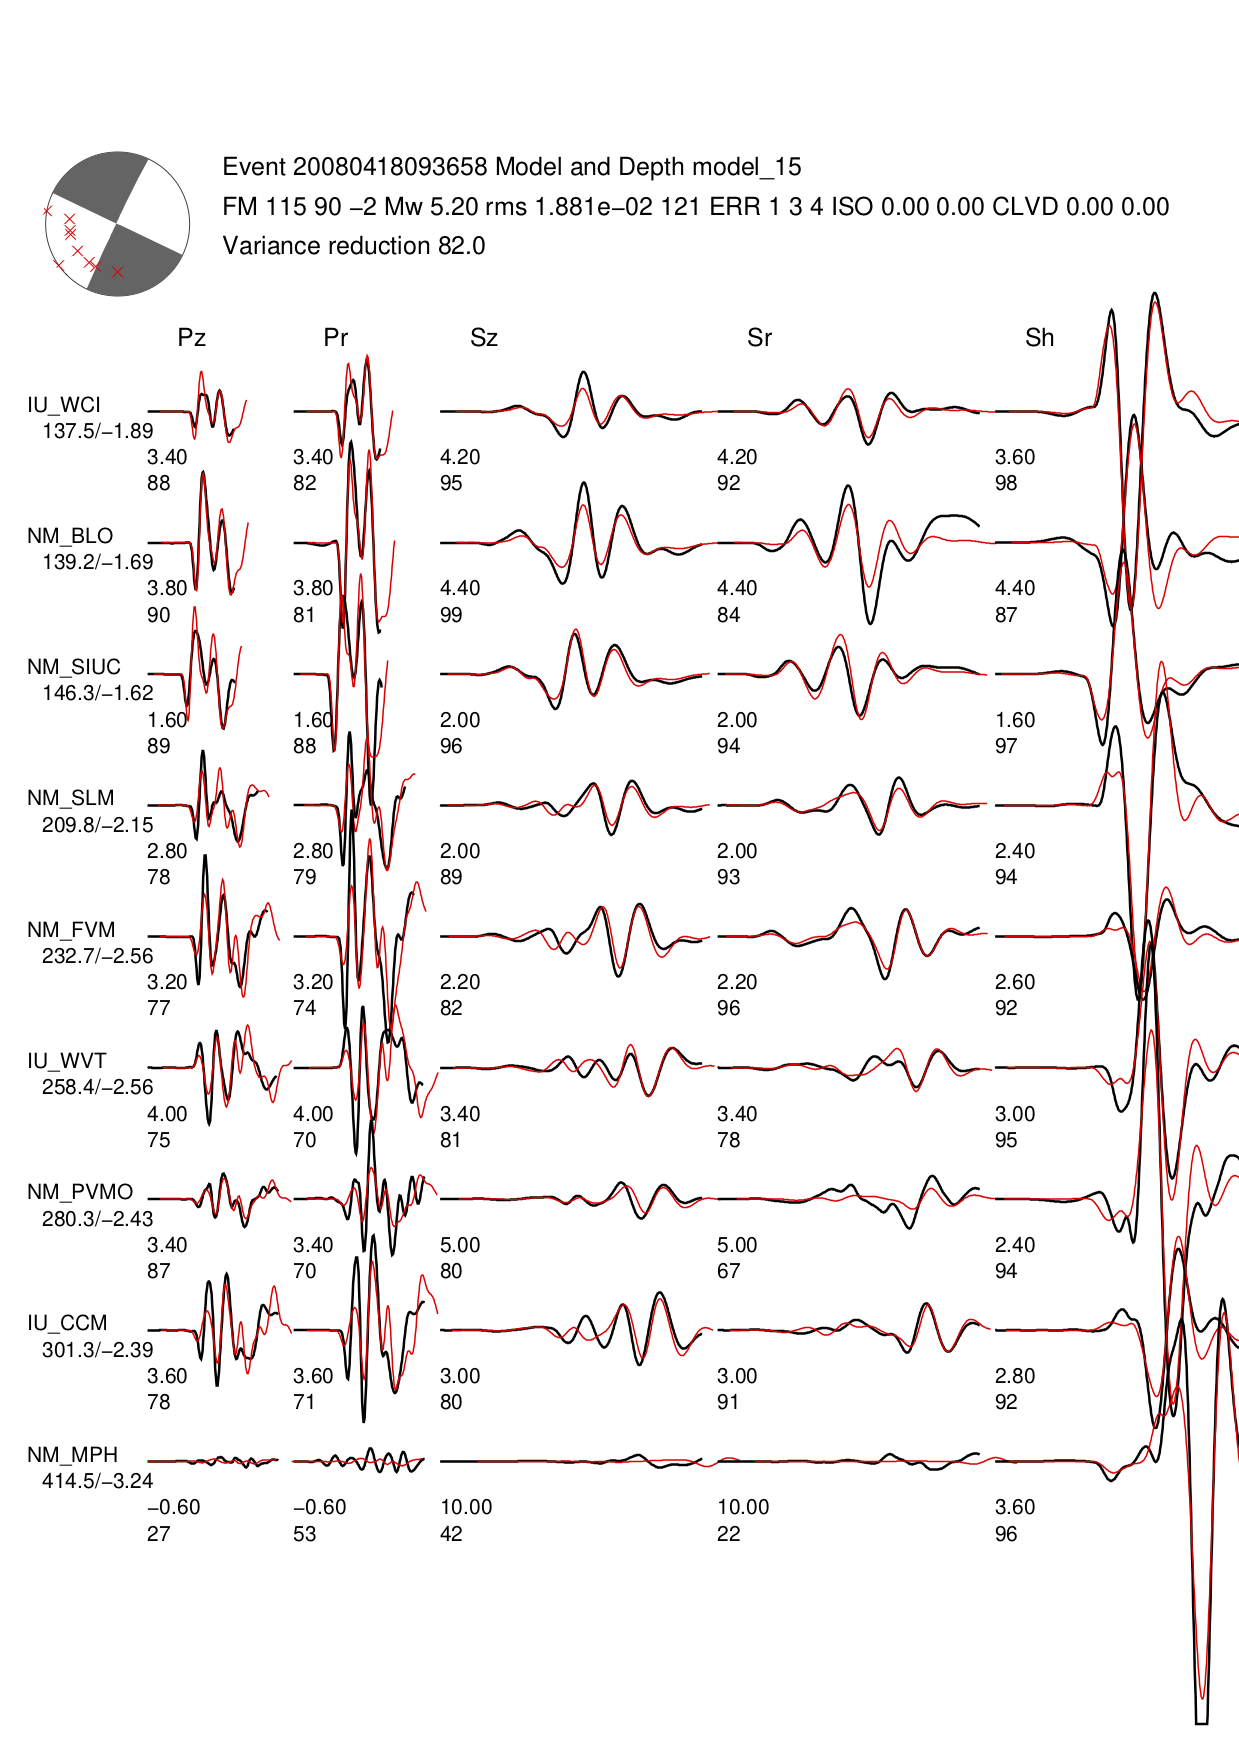 Event 20080418093658 Model and Depth model_15
FM 115 90 −2 Mw 5.20 rms 1.881e−02 121 ERR 1 3 4 ISO 0.00 0.00 CLVD 0.00 0.00
Variance reduction 82.0
Pz Pr Sz Sr Sh
IU_WCI
137.5/−1.89
3.40 3.40 4.20 4.20 3.60
88 82 95 92 98
NM_BLO
139.2/−1.69
3.80 3.80 4.40 4.40 4.40
90 81 99 84 87
NM_SIUC
146.3/−1.62
1.60 1.60 2.00 2.00 1.60
89 88 96 94 97
NM_SLM
209.8/−2.15
2.80 2.80 2.00 2.00 2.40
78 79 89 93 94
NM_FVM
232.7/−2.56
3.20 3.20 2.20 2.20 2.60
77 74 82 96 92
IU_WVT
258.4/−2.56
4.00 4.00 3.40 3.40 3.00
75 70 81 78 95
NM_PVMO
280.3/−2.43
3.40 3.40 5.00 5.00 2.40
87 70 80 67 94
IU_CCM
301.3/−2.39
3.60 3.60 3.00 3.00 2.80
78 71 80 91 92
NM_MPH
414.5/−3.24
−0.60 −0.60 10.00 10.00 3.60
27 53 42 22 96